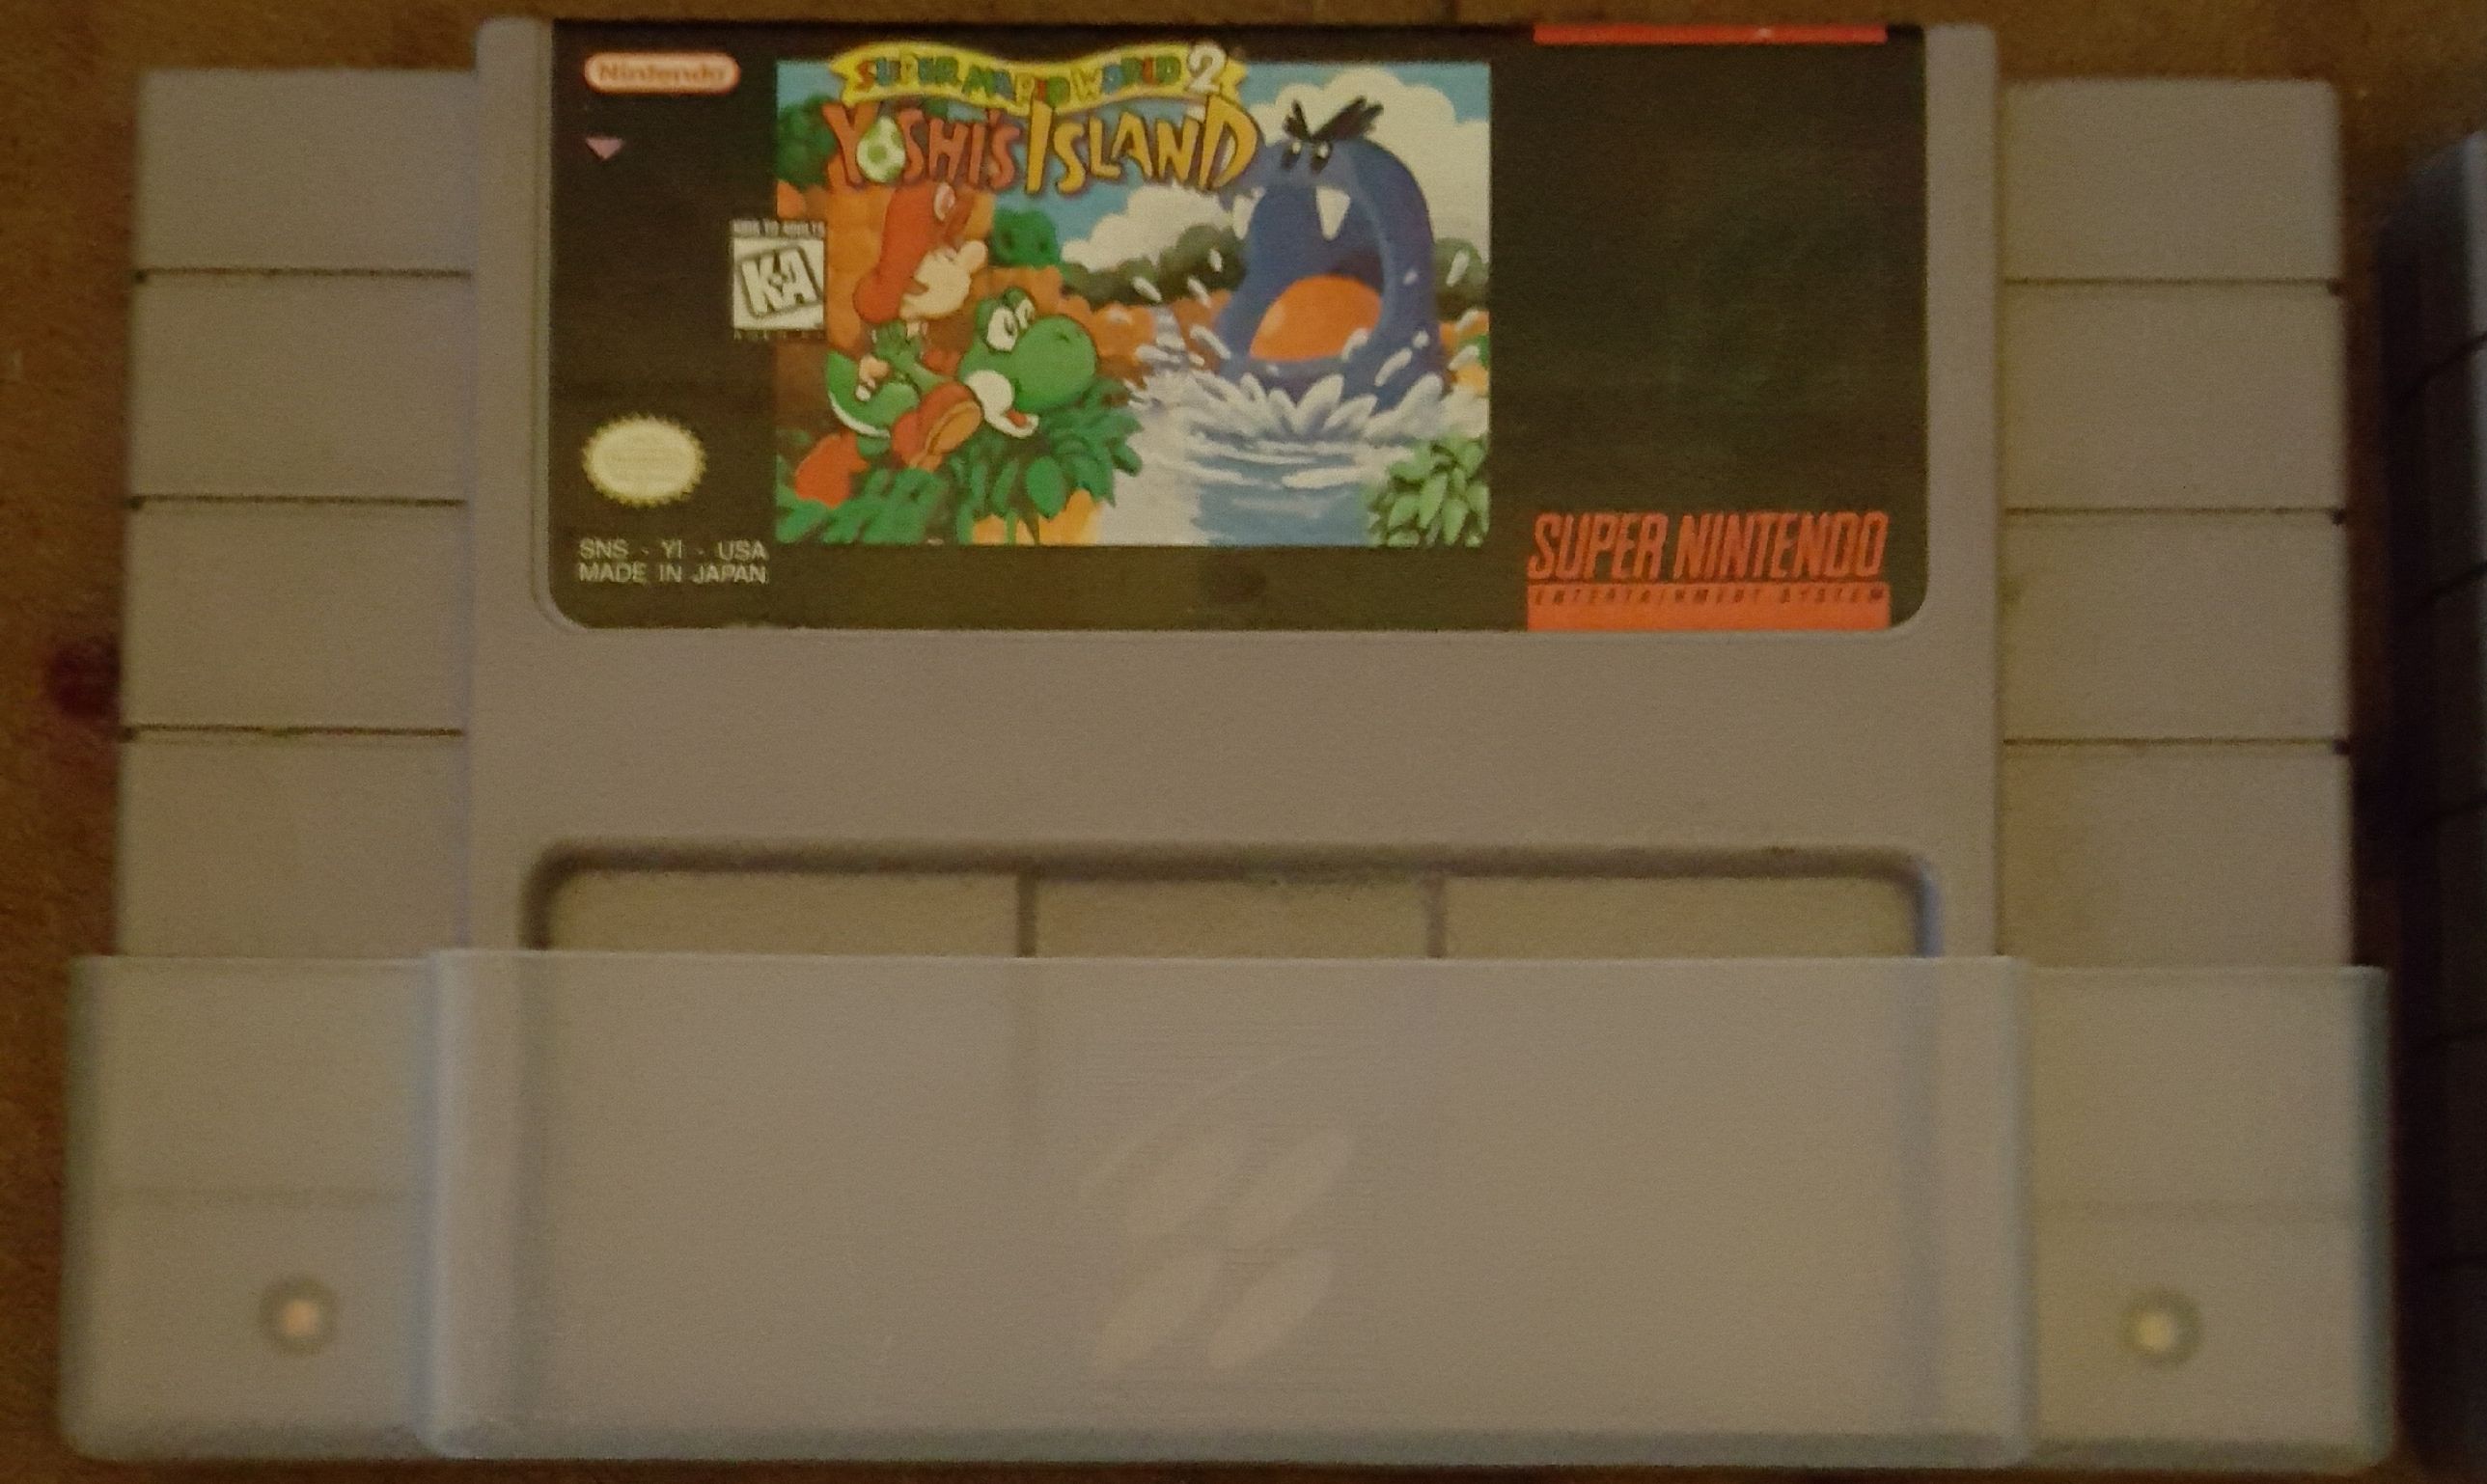 Nintendo
SUPER MARIO WORLD 2
YOSHI'S ISLAND
KIDS TO ADULTS
K-A
SNS - YI - USA
MADE IN JAPAN
SUPER NINTENDO
ENTERTAINMENT SYSTEM